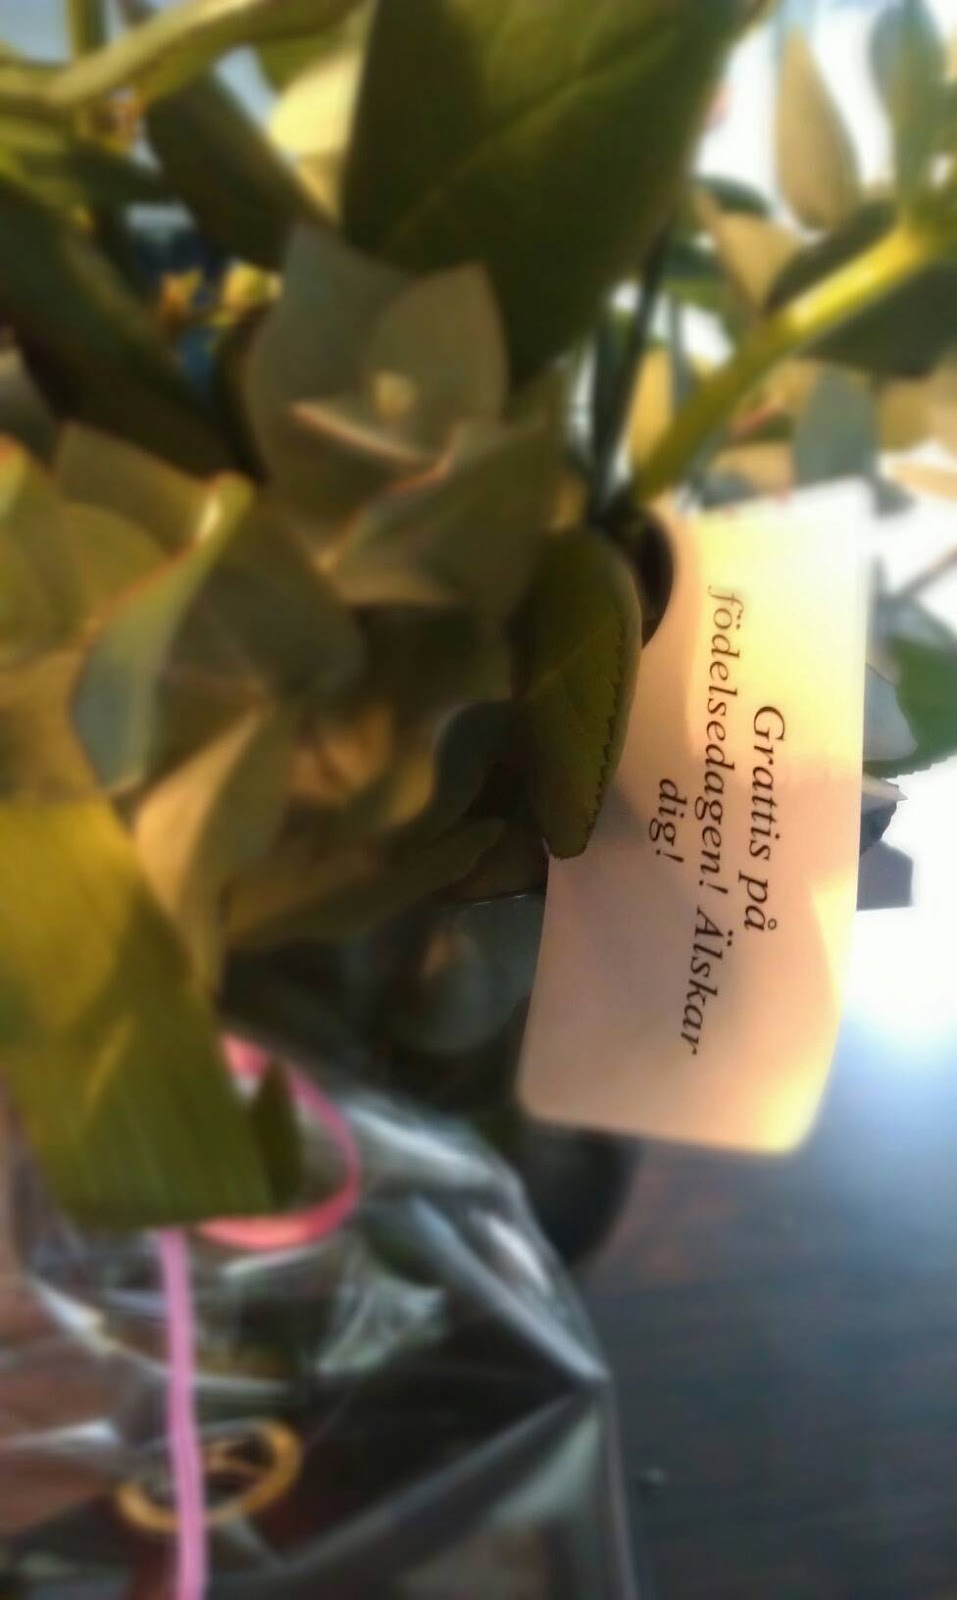 Grattis på
födelsedagen! Älskar
dig!